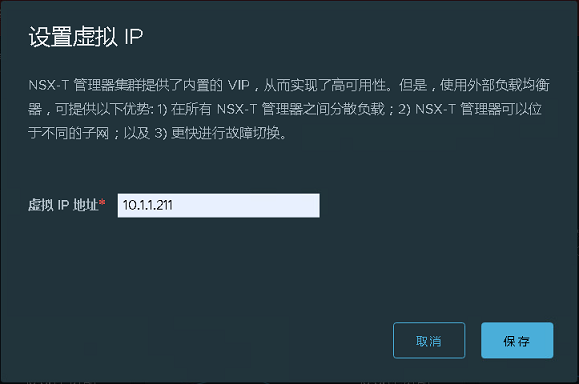 设置虚拟 IP
NSX-T 管理器集群提供了内置的 VIP，从而实现了高可用性。但是，使用外部负载均衡
器，可提供以下优势: 1) 在所有 NSX-T 管理器之间分散负载；2) NSX-T 管理器可以位
于不同的子网；以及 3) 更快进行故障切换。
虚拟 IP 地址* 10.1.1.211
取消 保存